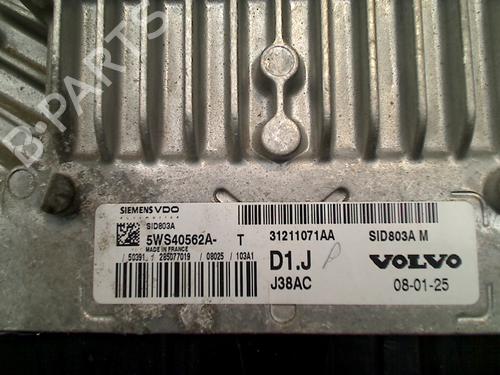 B-PARTS
SIEMENS VDO
SID803A
5WS40562A- T
MADE IN FRANCE
31211071AA
SID803A M
/ 50391. 1 285077019 / 08025 / 103A1
D1.J
VOLVO
J38AC
08-01-25